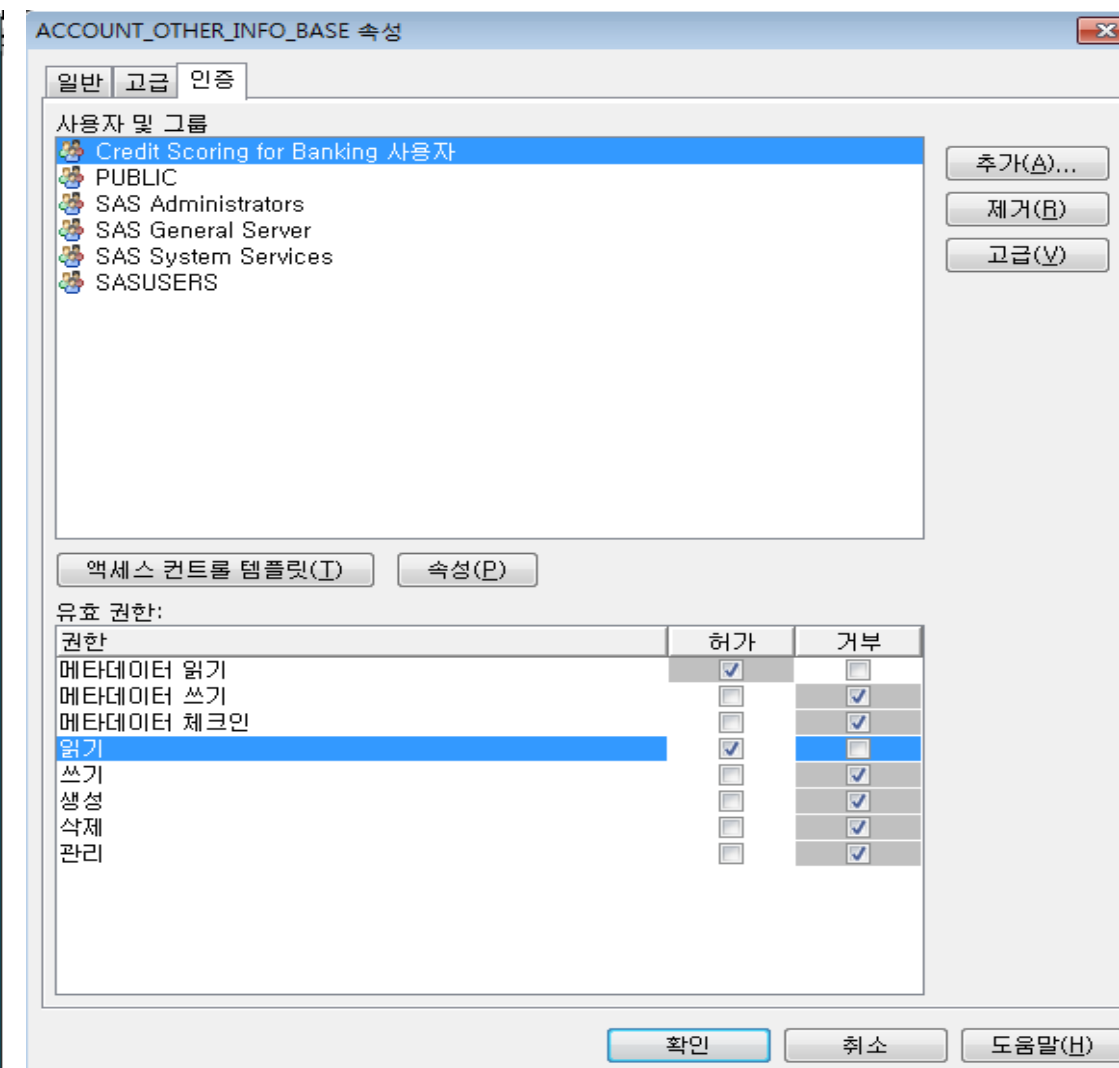 ACCOUNT_OTHER_INFO_BASE 속성
일반 고급 인증
사용자 및 그룹
Credit Scoring for Banking 사용자
PUBLIC
SAS Administrators
SAS General Server
SAS System Services
SASUSERS
추가(A)...
제거(R)
고급(V)
액세스 컨트롤 템플릿(T) 속성(P)
유효 권한:
권한 허가 거부
메타데이터 읽기
메타데이터 쓰기
메타데이터 체크인
읽기
쓰기
생성
삭제
관리
확인 취소 도움말(H)